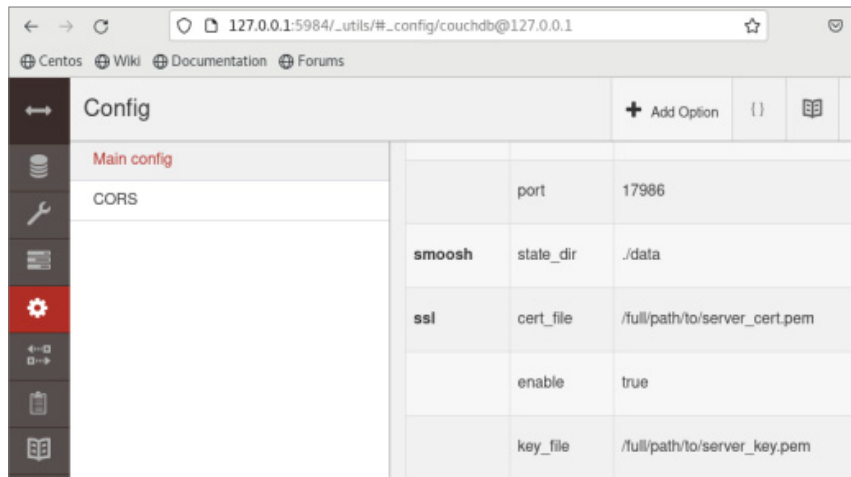 127.0.0.1:5984/_utils/#_config/couchdb@127.0.0.1
Centos Wiki Documentation Forums
Config
Add Option { }
Main config
CORS
port 17986
smoosh state_dir ./data
ssl cert_file /full/path/to/server_cert.pem
enable true
key_file /full/path/to/server_key.pem